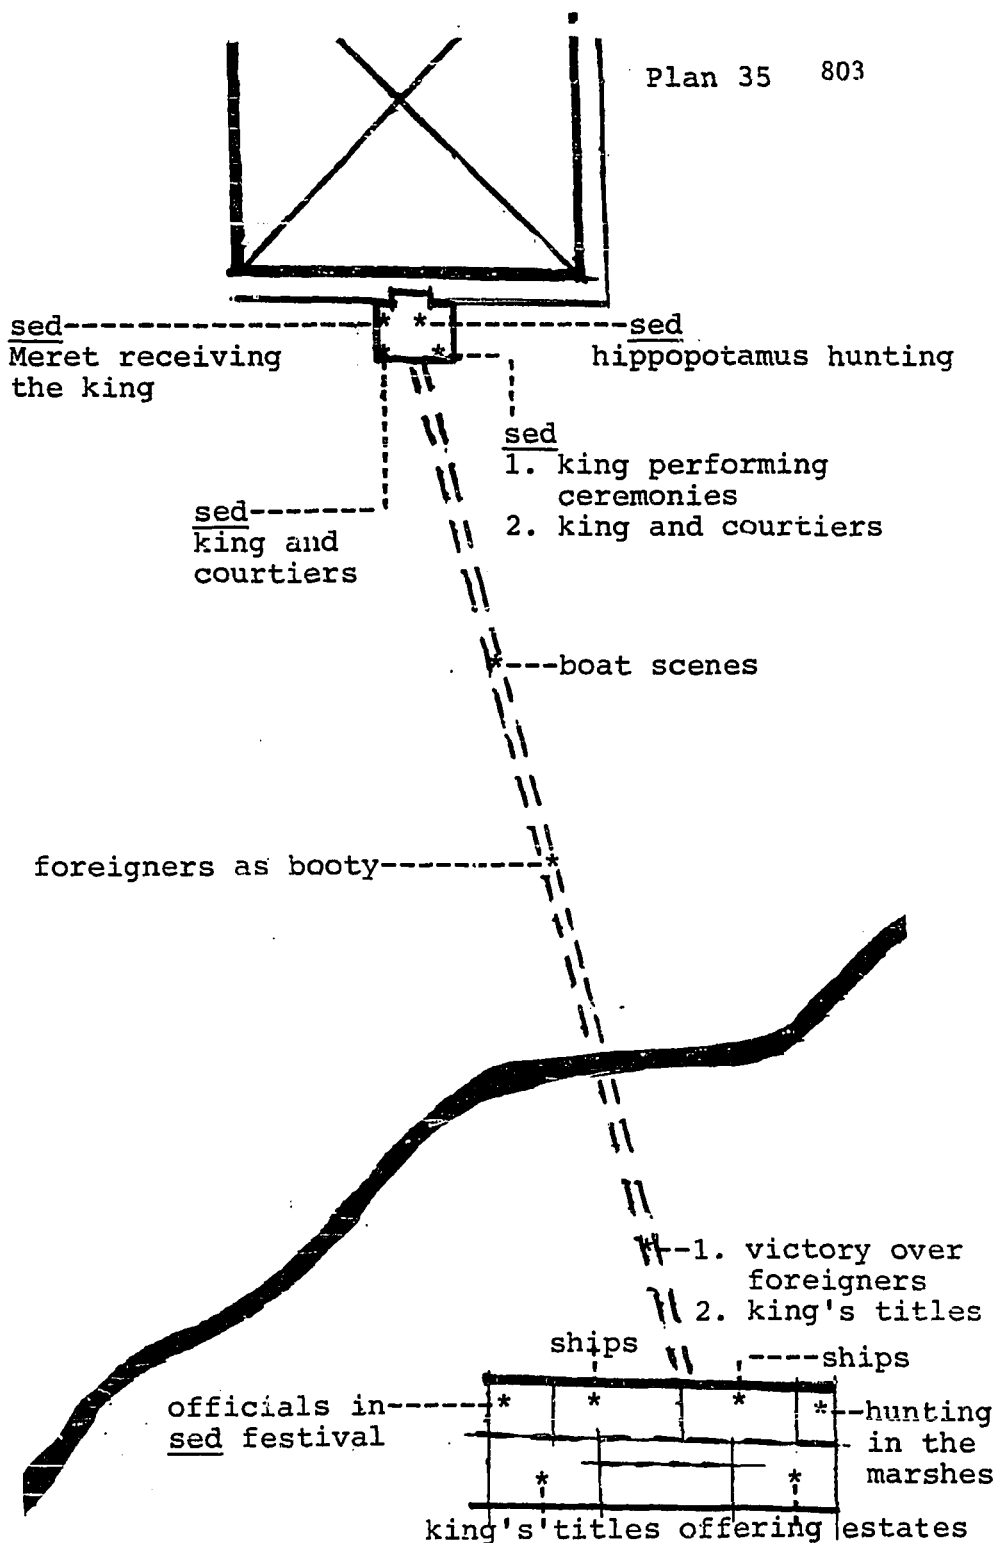 Plan 35 803
sed
Meret receiving
the king
sed
hippopotamus hunting
sed
1. king performing
ceremonies
2. king and courtiers
sed
king and
courtiers
boat scenes
foreigners as booty
1. victory over
foreigners
2. king's titles
ships
ships
officials in
sed festival
hunting
in the
marshes
king's titles offering estates